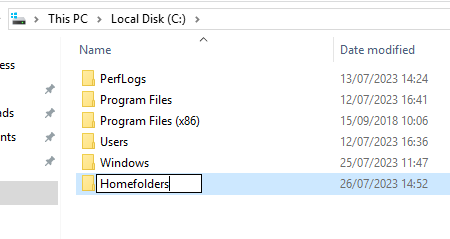 This PC > Local Disk (C:) >
Name Date modified
ess
PerfLogs 13/07/2023 14:24
Program Files 12/07/2023 16:41
ads
Program Files (x86) 15/09/2018 10:06
ents
Users 12/07/2023 16:36
Windows 25/07/2023 11:47
Homefolders 26/07/2023 14:52